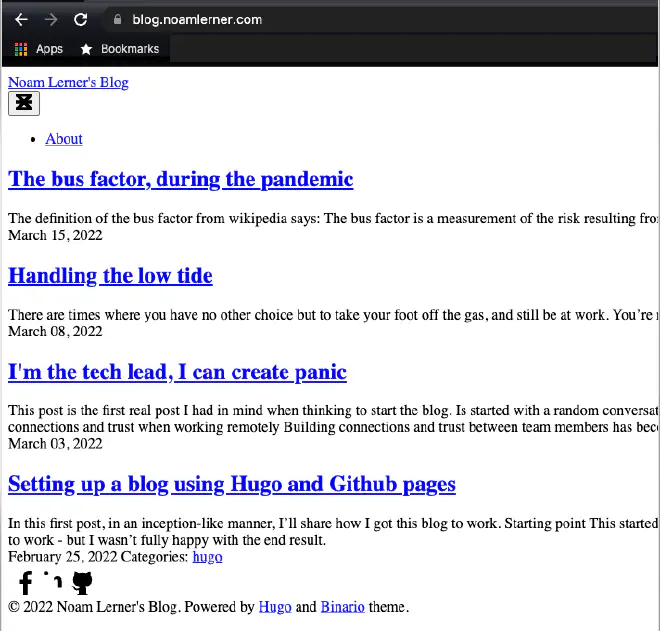 blog.noamlerner.com
Apps Bookmarks
Noam Lerner's Blog
About
The bus factor, during the pandemic
The definition of the bus factor from wikipedia says: The bus factor is a measurement of the risk resulting
March 15, 2022
Handling the low tide
There are times where you have no other choice but to take your foot off the gas, and still be at work. You're
March 08, 2022
I'm the tech lead, I can create panic
This post is the first real post I had in mind when thinking to start the blog. Is started with a random
connections and trust when working remotely Building connections and trust between team members has
March 03, 2022
Setting up a blog using Hugo and Github pages
In this first post, in an inception-like manner, I'll share how I got this blog to work. Starting point This started
to work - but I wasn't fully happy with the end result.
February 25, 2022 Categories: hugo
© 2022 Noam Lerner's Blog. Powered by Hugo and Binario theme.